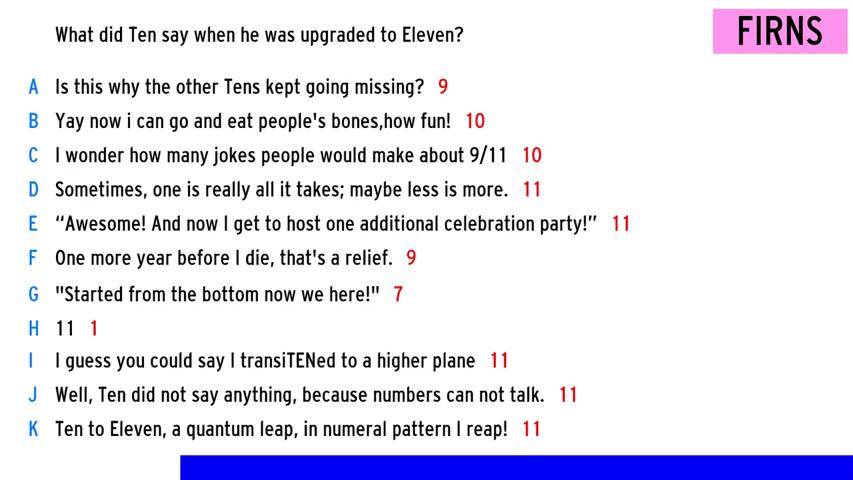 What did Ten say when he was upgraded to Eleven?
FIRNS
A Is this why the other Tens kept going missing? 9
B Yay now i can go and eat people's bones,how fun! 10
C I wonder how many jokes people would make about 9/11 10
D Sometimes, one is really all it takes; maybe less is more. 11
E “Awesome! And now I get to host one additional celebration party!” 11
F One more year before I die, that's a relief. 9
G "Started from the bottom now we here!" 7
H 11 1
I I guess you could say I transiTENed to a higher plane 11
J Well, Ten did not say anything, because numbers can not talk. 11
K Ten to Eleven, a quantum leap, in numeral pattern I reap! 11